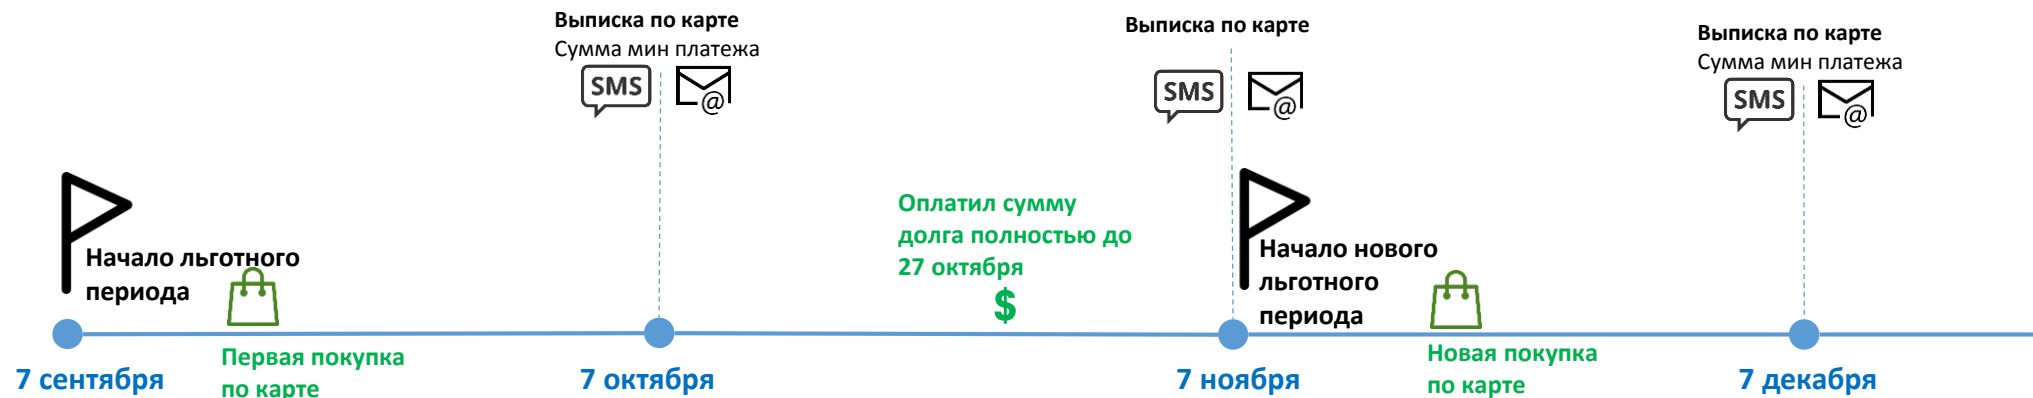 Выписка по карте
Сумма мин платежа
SMS
@
Выписка по карте
SMS
@
Выписка по карте
Сумма мин платежа
SMS
@
Начало льготного
периода
Оплатил сумму
долга полностью до
27 октября
$
Начало нового
льготного
периода
Первая покупка
по карте
Новая покупка
по карте
7 сентября
7 октября
7 ноября
7 декабря